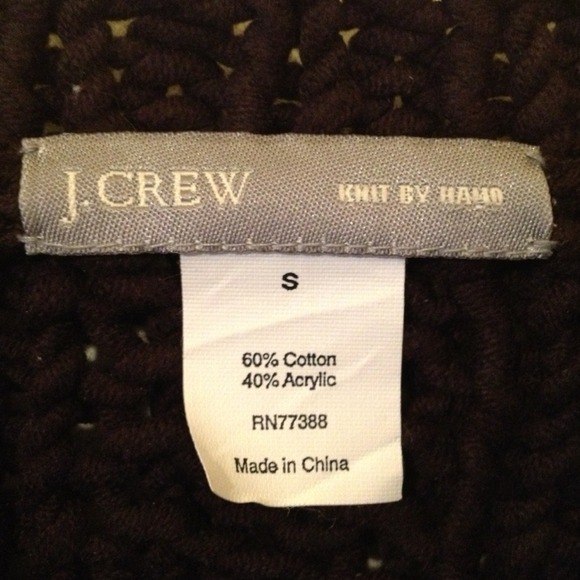 J.CREW KNIT BY HAND
S
60% Cotton
40% Acrylic
RN77388
Made in China